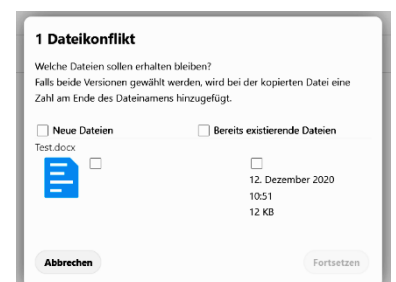 1 Dateikonflikt
Welche Dateien sollen erhalten bleiben?
Falls beide Versionen gewählt werden, wird bei der kopierten Datei eine
Zahl am Ende des Dateinamens hinzugefügt.
Neue Dateien
Bereits existierende Dateien
Test.docx
12. Dezember 2020
10:51
12 KB
Abbrechen
Fortsetzen